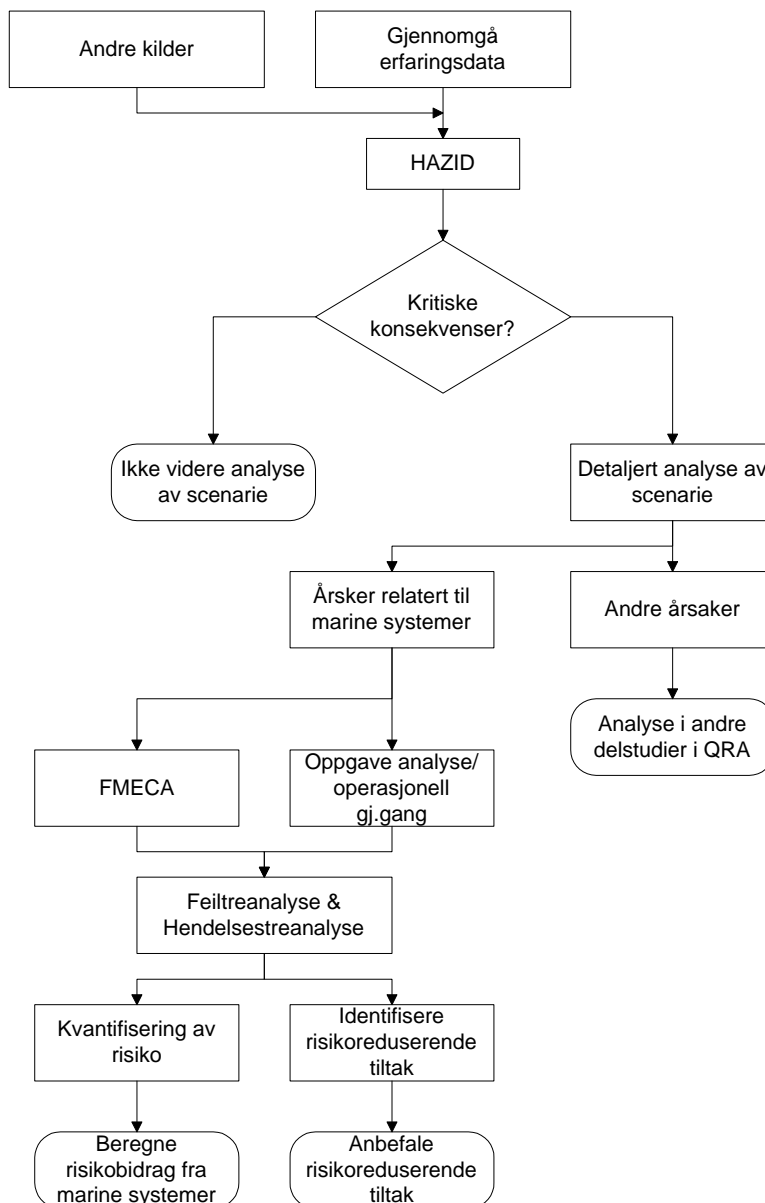 Andre kilder
Gjennomgå
erfaringsdata
HAZID
Kritiske
konsekvenser?
Ikke videre analyse
av scenarie
Detaljert analyse av
scenarie
Årsker relatert til
marine systemer
Andre årsaker
Analyse i andre
delstudier i QRA
FMECA
Oppgave analyse/
operasjonell
gj.gang
Feiltreanalyse &
Hendelsestreanalyse
Kvantifisering av
risiko
Identifisere
risikoreduserende
tiltak
Beregne
risikobidrag fra
marine systemer
Anbefale
risikoreduserende
tiltak